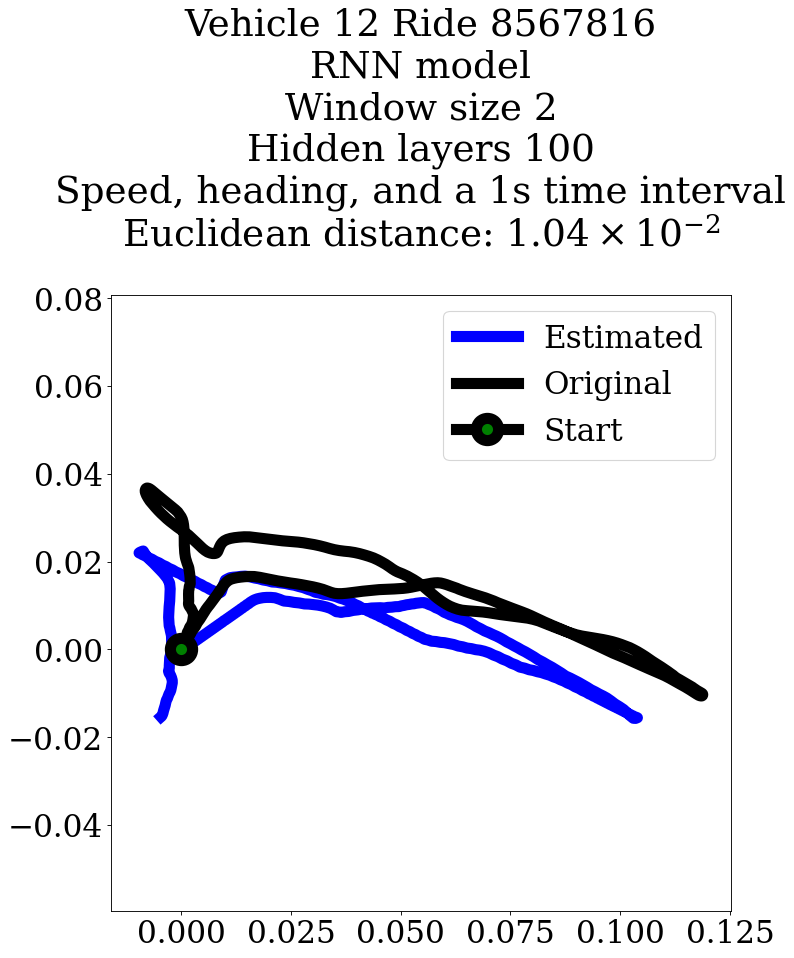 Vehicle 12 Ride 8567816
RNN model
Window size 2
Hidden layers 100
Speed, heading, and a 1s time interval
Euclidean distance: 1.04 × 10⁻²
Estimated
Original
Start
0.08
0.06
0.04
0.02
0.00
−0.02
−0.04
0.000 0.025 0.050 0.075 0.100 0.125